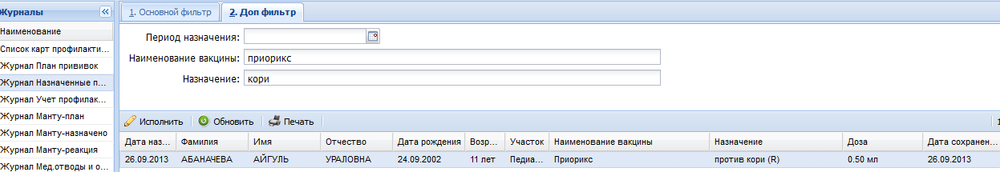 Журналы
Наименование
Список карт профилакти...
Журнал План прививок
Журнал Назначенные п...
Журнал Учет профилак...
Журнал Манту-план
Журнал Манту-назначено
Журнал Манту-реакция
Журнал Мед.отводы и о...
1. Основной фильтр 2. Доп фильтр
Период назначения:
Наименование вакцины: приорикс
Назначение: кори
Исполнить Обновить Печать 1
Дата наз... Фамилия Имя Отчество Дата рождения Возр... Участок Наименование вакцины Назначение Доза Дата сохранен...
26.09.2013 АБАНАЧЕВА АЙГУЛЬ УРАЛОВНА 24.09.2002 11 лет Педиа... Приорикс против кори (R) 0.50 мл 26.09.2013